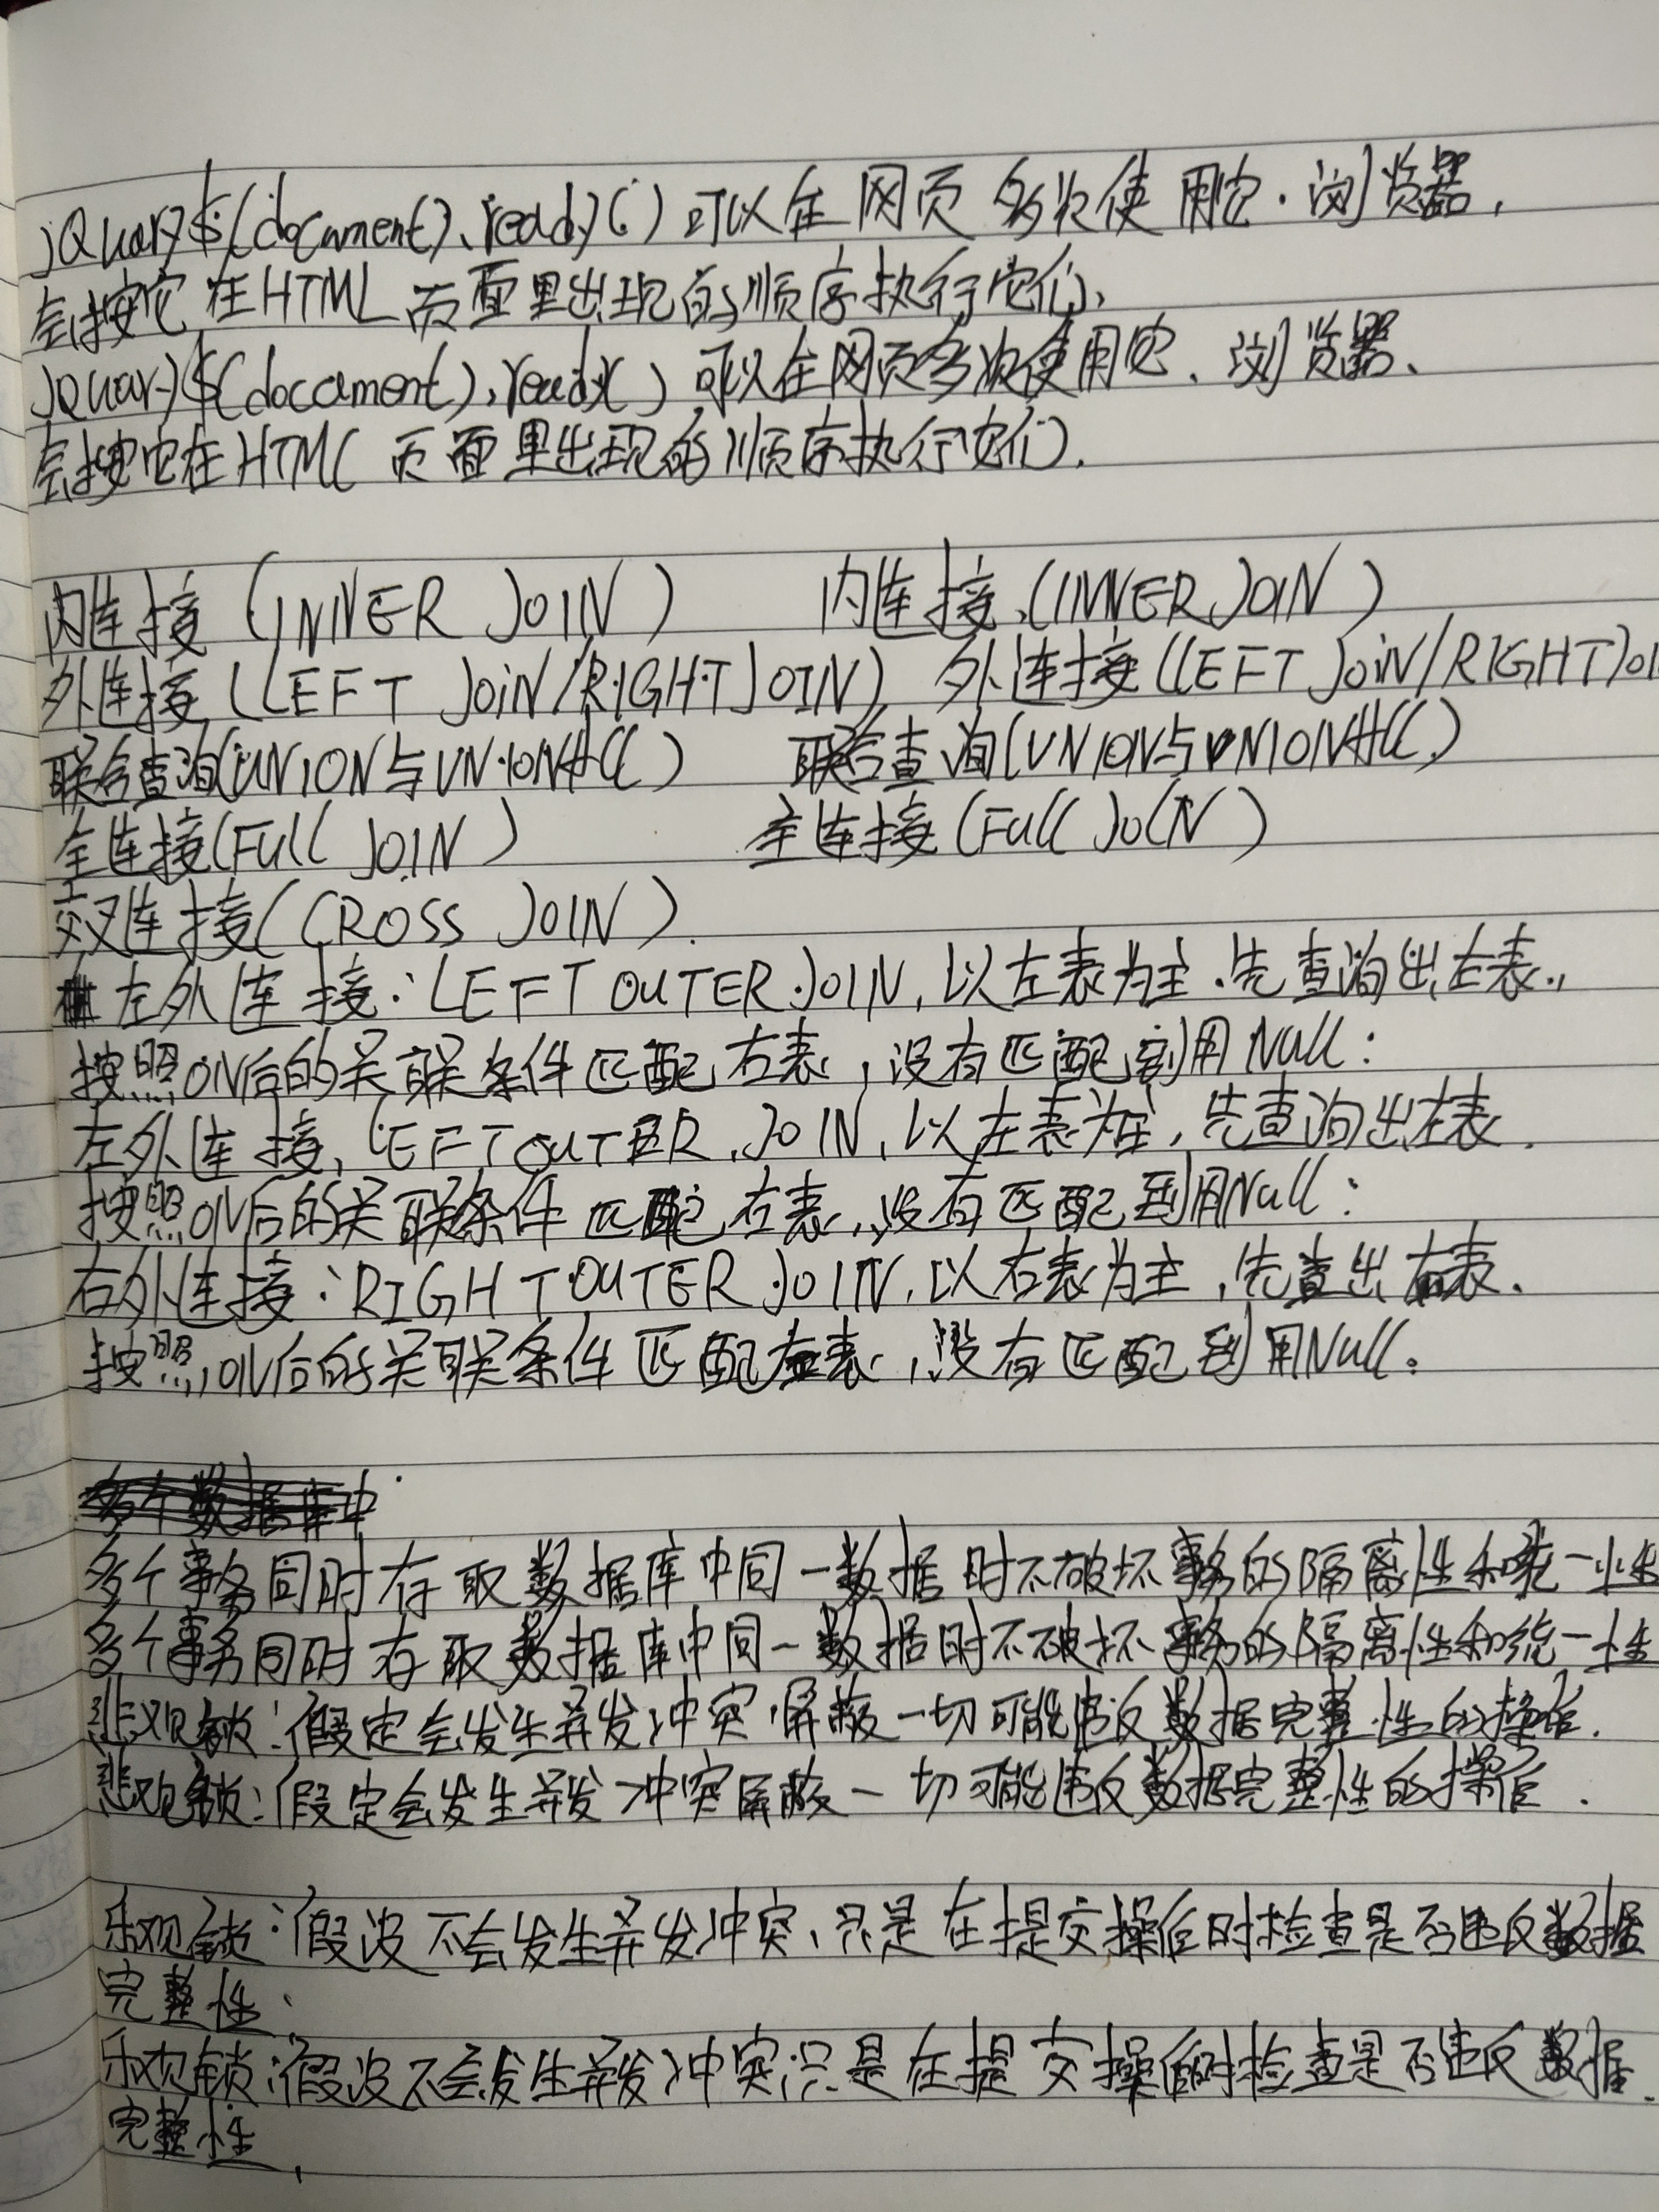 jQuary$(document).ready()可以在网页多次使用它.浏览器,
会按它在HTML页面里出现的顺序执行它们,
jQuary$(document),ready()可以在网页多次使用它、浏览器、
会按它在HTML页面里出现的顺序执行它们.
内连接(INNER JOIN) 内连接(INNER JOIN)
外连接(LEFT JOIN/RIGHT JOIN) 外连接(LEFT JOIN/RIGHT JOI
联合查询(UNION与UNIONAll) 联合查询(UNION与UNIONAll)
全连接(Full JOIN) 全连接(Full JOIN)
交叉连接(CROSS JOIN).
左外连接:LEFT OUTER JOIN,以左表为主.先查询出左表.,
按照ON后的关联条件匹配右表,没有匹配到用Null:
左外连接,LEFT OUTER JOIN,以左表为主,先查询出左表.
按照ON后的关联条件匹配右表,没有匹配到用Null:
右外连接:RIGHT OUTER JOIN,以右表为主,先查出右表.
按照,ON后的关联条件匹配左表,没有匹配到用Null。
多个数据库中
多个事务同时存取数据库中同一数据时不破坏事务的隔离性和统一性
多个事务同时存取数据库中同一数据时不破坏事务的隔离性和统一性
悲观锁:假定会发生并发冲突屏蔽一切可能违反数据完整性的操作.
悲观锁:假定会发生并发冲突屏蔽一切可能违反数据完整性的操作.
乐观锁:假设不会发生并发冲突,只是在提交操作时检查是否违反数据
完整性、
乐观锁:假设不会发生并发冲突只是在提交操作时检查是否违反数据.
完整性,